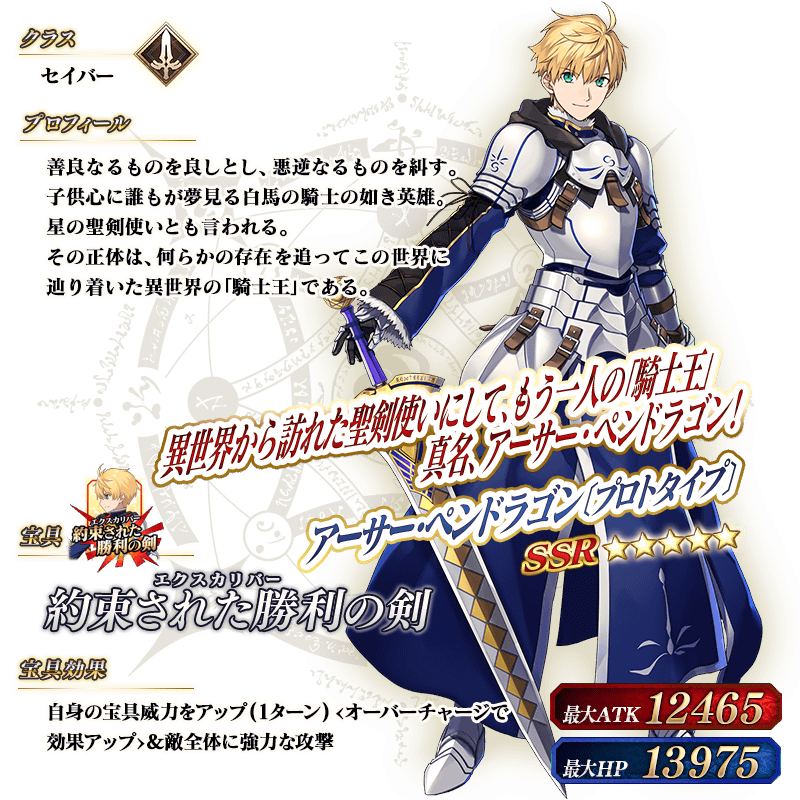 クラス
セイバー
プロフィール
善良なるものを良しとし、悪逆なるものを糾す。
子供心に誰もが夢見る白馬の騎士の如き英雄。
星の聖剣使いとも言われる。
その正体は、何らかの存在を追ってこの世界に
辿り着いた異世界の「騎士王」である。
異世界から訪れた聖剣使いにして、もう一人の「騎士王」
真名、アーサー・ペンドラゴン！
アーサー・ペンドラゴン〔プロトタイプ〕
SSR
宝具
エクスカリバー
約束された
勝利の剣
エクスカリバー
約束された勝利の剣
宝具効果
自身の宝具威力をアップ(1ターン)<オーバーチャージで
効果アップ>&敵全体に強力な攻撃
最大ATK 12465
最大HP 13975